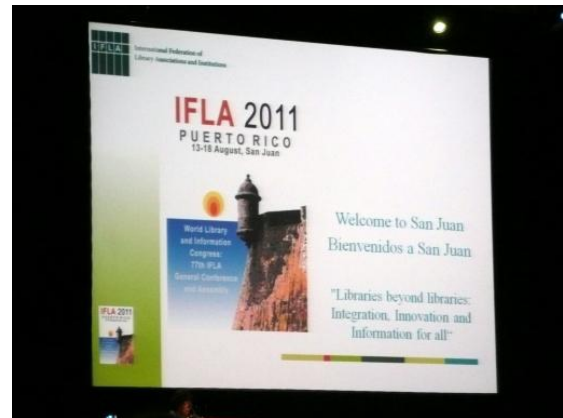 IFLA
International Federation of
Library Associations and Institutions
IFLA 2011
PUERTO RICO
13-18 August, San Juan
World Library
and Information
Congress:
77th IFLA
General Conference
and Assembly
Welcome to San Juan
Bienvenidos a San Juan
"Libraries beyond libraries:
Integration, Innovation and
Information for all"
IFLA 2011